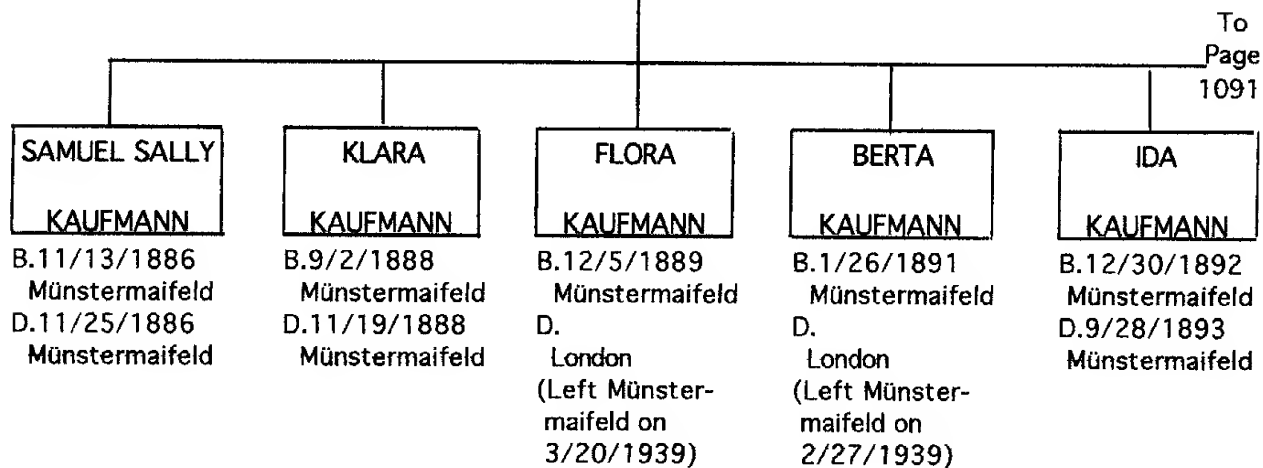 To
Page
1091
SAMUEL SALLY
KAUFMANN
B.11/13/1886
Münstermaifeld
D.11/25/1886
Münstermaifeld
KLARA
KAUFMANN
B.9/2/1888
Münstermaifeld
D.11/19/1888
Münstermaifeld
FLORA
KAUFMANN
B.12/5/1889
Münstermaifeld
D.
London
(Left Münster-
maifeld on
3/20/1939)
BERTA
KAUFMANN
B.1/26/1891
Münstermaifeld
D.
London
(Left Münster-
maifeld on
2/27/1939)
IDA
KAUFMANN
B.12/30/1892
Münstermaifeld
D.9/28/1893
Münstermaifeld